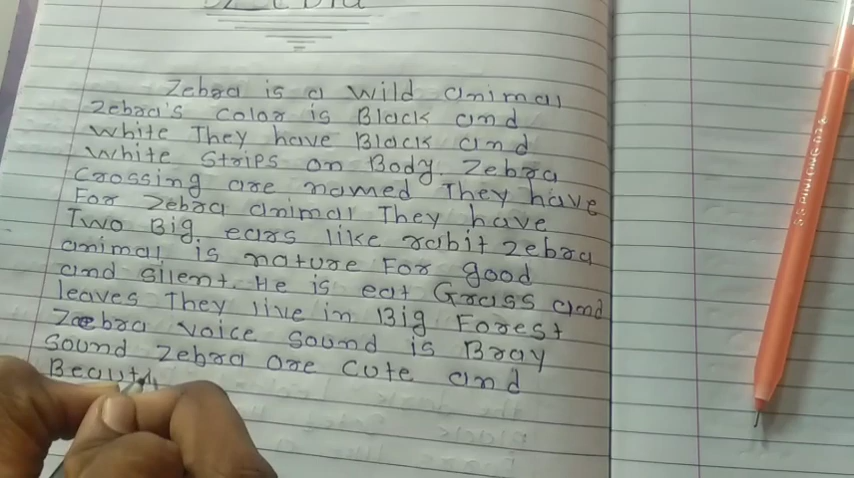 Zebra
Zebra is a wild animal
Zebra's color is Black and
White They have Black and
White Strips on Body. Zebra
Crossing are named They have
For Zebra animal They have
Two Big ears like rabit zebra
animal is nature For good
and silent. He is eat Grass and
leaves They live in Big Forest
Zebra Voice Sound is Bray
Sound Zebra are cute and
Beauti